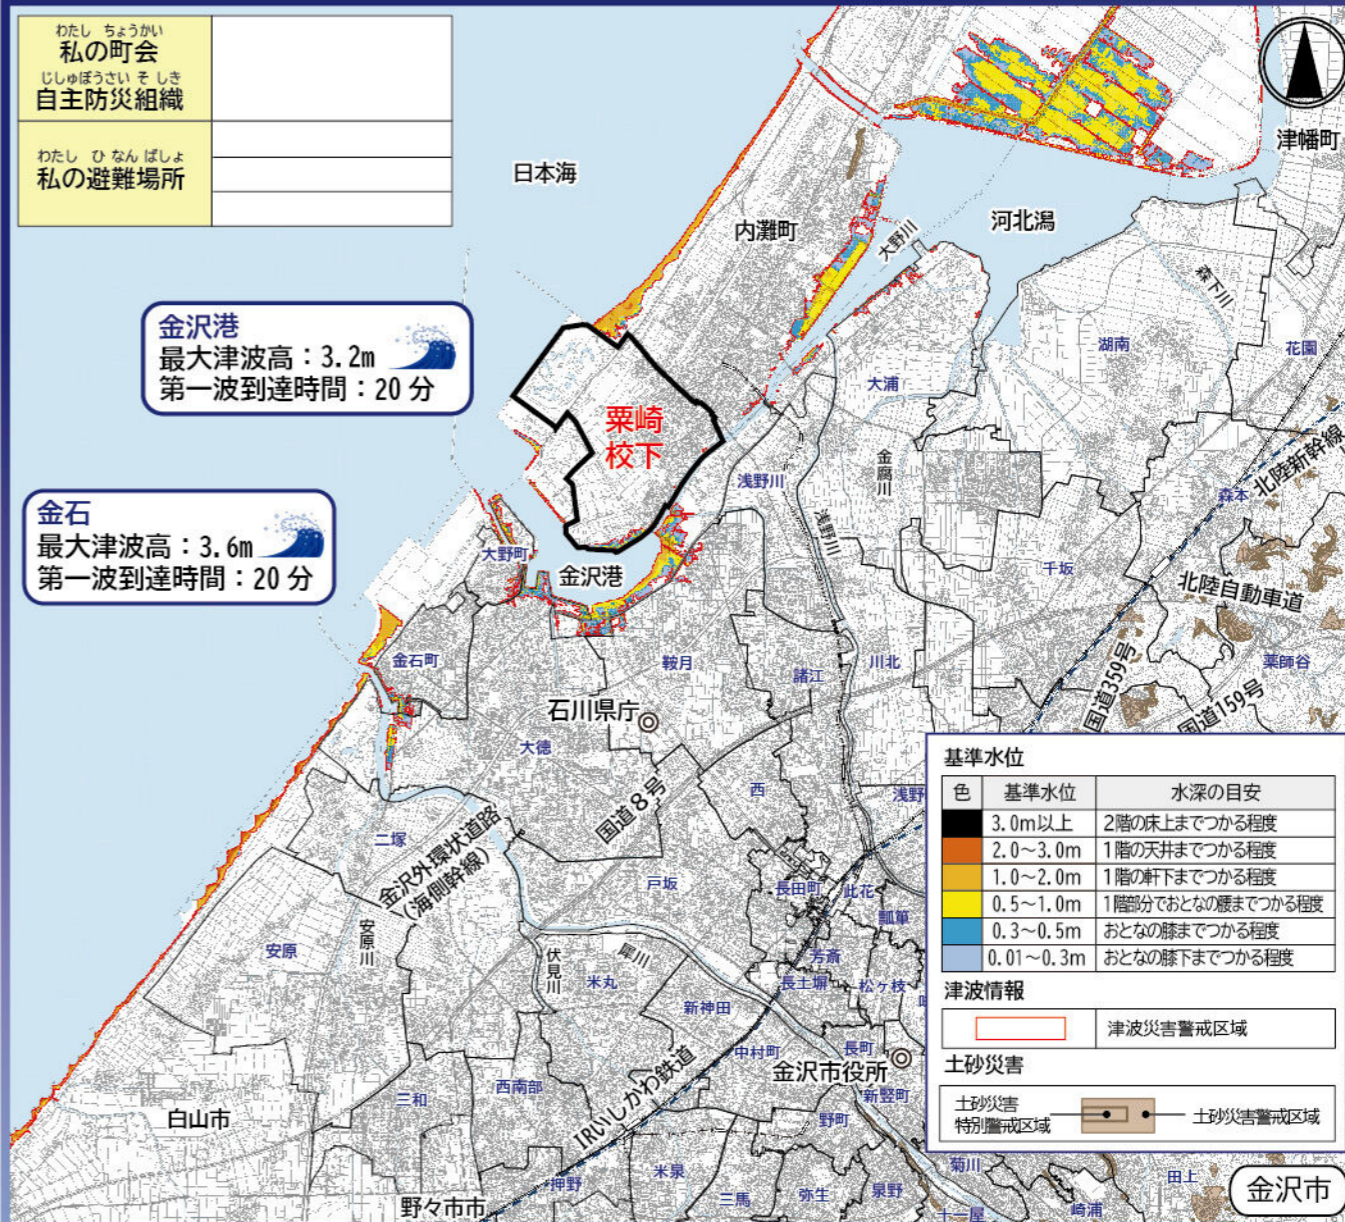 わたし ちょうかい
私の町会
じしゅぼうさい そ しき
自主防災組織
わたし ひ なん ばしょ
私の避難場所
日本海
内灘町
大野川
河北潟
津幡町
森下川
湖南
花園
金沢港
最大津波高：3.2m
第一波到達時間：20分
粟崎
校下
大浦
金腐川
浅野川
浅野川
森本
北陸新幹線
金石
最大津波高：3.6m
第一波到達時間：20分
大野町
金沢港
千坂
北陸自動車道
金石町
鞍月
諸江
川北
国道359号
薬師谷
国道159号
石川県庁
大徳
西
国道8号
浅野
二塚
金沢外環状道路
（海側幹線）
戸坂
長田町
此花
瓢箪
安原
安原川
伏見川
犀川
米丸
芳斎
長土塀
松ケ枝
新神田
中村町
長町
金沢市役所
新竪町
白山市
三和
西南部
IRいしかわ鉄道
野町
米泉
押野
三馬
弥生
泉野
菊川
十一屋
崎浦
田上
野々市市
基準水位
色 基準水位 水深の目安
3.0m以上 2階の床上までつかる程度
2.0～3.0m 1階の天井までつかる程度
1.0～2.0m 1階の軒下までつかる程度
0.5～1.0m 1階部分でおとなの腰までつかる程度
0.3～0.5m おとなの膝までつかる程度
0.01～0.3m おとなの膝下までつかる程度
津波情報
津波災害警戒区域
土砂災害
土砂災害
特別警戒区域
土砂災害警戒区域
金沢市